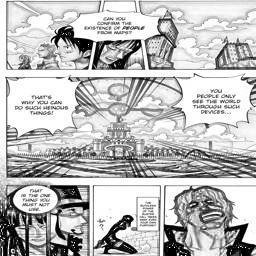 CAN YOU
CONFIRM THE
EXISTENCE OF PEOPLE
FROM MAPS?
THAT'S
WHY YOU CAN
DO SUCH HEINOUS
THINGS!
YOU
PEOPLE ONLY
SEE THE WORLD
THROUGH SUCH
DEVICES...
THAT
IS THE ONE
THING YOU
MUST NOT
USE.